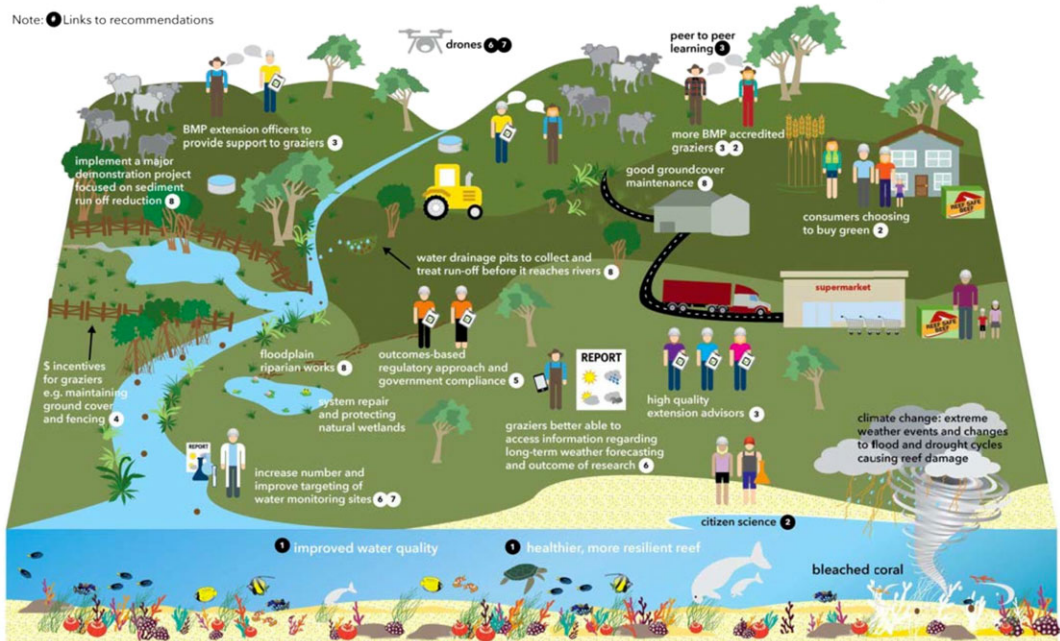 Note: # Links to recommendations
drones 6 7
peer to peer
learning 3
BMP extension officers to
provide support to graziers 3
more BMP accredited
graziers 3 2
implement a major
demonstration project
focused on sediment
run off reduction 8
good groundcover
maintenance 8
consumers choosing
to buy green 2
REEF SAFE
BEEF
water drainage pits to collect and
treat run-off before it reaches rivers 8
supermarket
REEF SAFE
BEEF
$ incentives
for graziers
e.g. maintaining
ground cover
and fencing 4
floodplain
riparian works 8
outcomes-based
regulatory approach and
government compliance 5
REPORT
system repair
and protecting
natural wetlands
high quality
extension advisors 3
graziers better able to
access information regarding
long-term weather forecasting
and outcome of research 6
climate change: extreme
weather events and changes
to flood and drought cycles
causing reef damage
REPORT
increase number and
improve targeting of
water monitoring sites 6 7
citizen science 2
1 improved water quality
1 healthier, more resilient reef
bleached coral